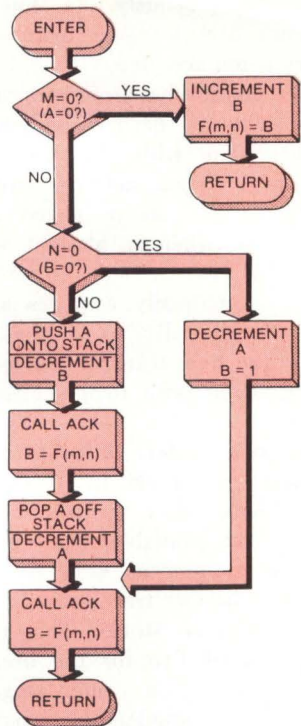 ENTER
M=0?
(A=0?)
YES
INCREMENT
B
F(m,n) = B
RETURN
NO
N=0
(B=0?)
YES
NO
PUSH A
ONTO STACK
DECREMENT
B
DECREMENT
A
B = 1
CALL ACK
B = F(m,n)
POP A OFF
STACK
DECREMENT
A
CALL ACK
B = F(m,n)
RETURN